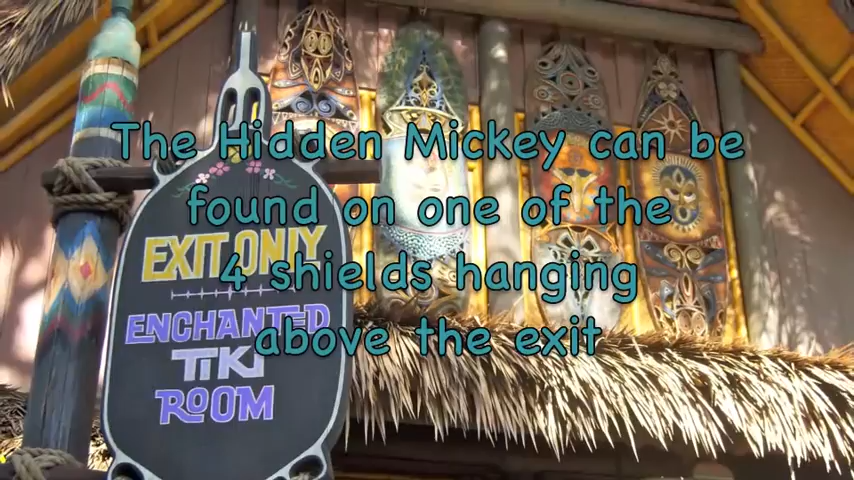 The Hidden Mickey can be
found on one of the
4 shields hanging
above the exit
EXIT ONLY
ENCHANTED
TIKI
ROOM